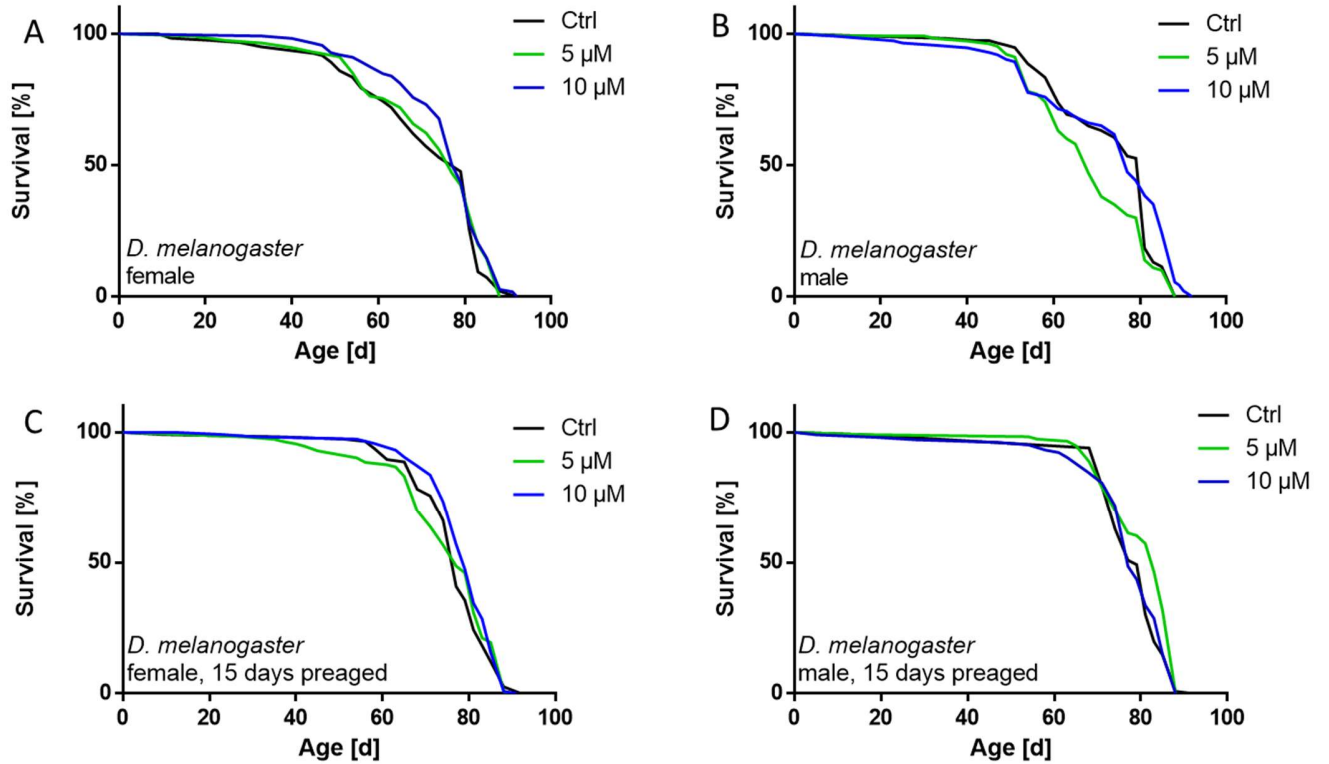 A
Survival [%]
100
50
0
0 20 40 60 80 100
Age [d]
Ctrl
5 µM
10 µM
D. melanogaster
female
B
Survival [%]
100
50
0
0 20 40 60 80 100
Age [d]
Ctrl
5 µM
10 µM
D. melanogaster
male
C
Survival [%]
100
50
0
0 20 40 60 80 100
Age [d]
Ctrl
5 µM
10 µM
D. melanogaster
female, 15 days preaged
D
Survival [%]
100
50
0
0 20 40 60 80 100
Age [d]
Ctrl
5 µM
10 µM
D. melanogaster
male, 15 days preaged